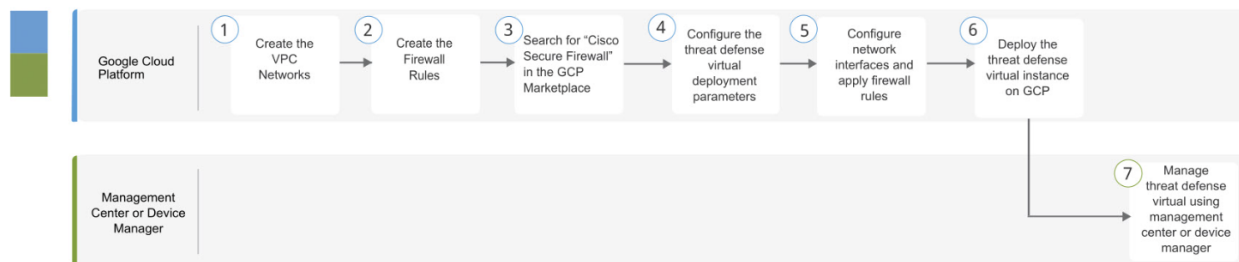 Google Cloud
Platform
1
Create the
VPC
Networks
2
Create the
Firewall
Rules
3
Search for “Cisco
Secure Firewall”
in the GCP
Marketplace
4
Configure the
threat defense
virtual
deployment
parameters
5
Configure
network
interfaces and
apply firewall
rules
6
Deploy the
threat defense
virtual instance
on GCP
Management
Center or Device
Manager
7
Manage
threat defense
virtual using
management
center or device
manager